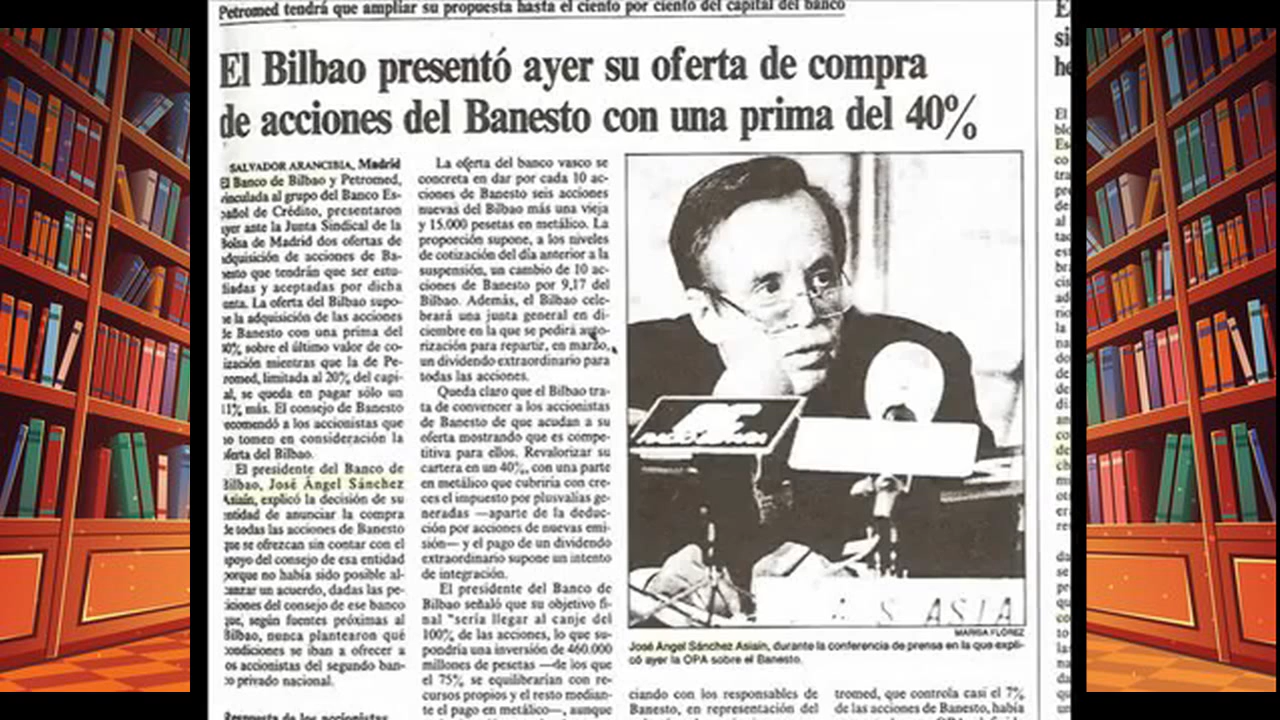 Petromed tendrá que ampliar su propuesta hasta el ciento por ciento del capital del banco
El Bilbao presentó ayer su oferta de compra
de acciones del Banesto con una prima del 40%
SALVADOR ARANCIBIA, Madrid
El Banco de Bilbao y Petromed,
vinculada al grupo del Banco Es-
pañol de Crédito, presentaron
ayer ante la Junta Sindical de la
Bolsa de Madrid dos ofertas de
adquisición de acciones de Ba-
nesto que tendrán que ser estu-
diadas y aceptadas por dicha
Junta. La oferta del Bilbao supo-
ne la adquisición de las acciones
de Banesto con una prima del
40% sobre el último valor de co-
tización mientras que la de Pe-
tromed, limitada al 20% del capi-
tal, se queda en pagar sólo un
11% más. El consejo de Banesto
recomendó a los accionistas que
no tomen en consideración la
oferta del Bilbao.
El presidente del Banco de
Bilbao, José Ángel Sánchez
Asiaín, explicó la decisión de su
entidad de anunciar la compra
de todas las acciones de Banesto
que se ofrezcan sin contar con el
apoyo del consejo de esa entidad
porque no había sido posible al-
canzar un acuerdo, dadas las pe-
ticiones del consejo de ese banco
que, según fuentes próximas al
Bilbao, nunca plantearon qué
condiciones se iban a ofrecer a
los accionistas del segundo ban-
co privado nacional.
Respuesta de los accionistas
La oferta del banco vasco se
concreta en dar por cada 10 ac-
ciones de Banesto seis acciones
nuevas del Bilbao más una vieja
y 15.000 pesetas en metálico. La
proporción supone, a los niveles
de cotización del día anterior a la
suspensión, un cambio de 10 ac-
ciones de Banesto por 9,17 del
Bilbao. Además, el Bilbao cele-
brará una junta general en di-
ciembre en la que se pedirá auto-
rización para repartir, en marzo,
un dividendo extraordinario para
todas las acciones.
Queda claro que el Bilbao tra-
ta de convencer a los accionistas
de Banesto de que acudan a su
oferta mostrando que es compe-
titiva para ellos. Revalorizar su
cartera en un 40%, con una parte
en metálico que cubriría con cre-
ces el impuesto por plusvalías ge-
neradas —aparte de la deduc-
ción por acciones de nuevas emi-
sión— y el pago de un dividendo
extraordinario supone un intento
de integración.
El presidente del Banco de
Bilbao señaló que su objetivo fi-
nal "sería llegar al canje del
100% de las acciones, lo que su-
pondría una inversión de 460.000
millones de pesetas —de los que
el 75% se equilibrarían con re-
cursos propios y el resto median-
te el pago en metálico—, aunque
A. S. ASIA
MARISA FLÓREZ
José Ángel Sánchez Asiaín, durante la conferencia de prensa en la que expli-
có ayer la OPA sobre el Banesto.
ciando con los responsables de
Banesto, en representación del
tromed, que controla casi el 7%
de las acciones de Banesto, había